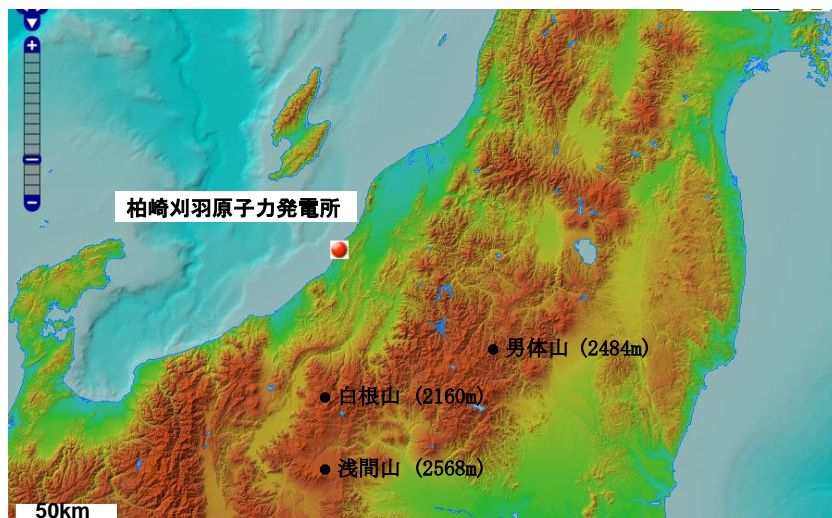 柏崎刈羽原子力発電所
男体山 (2484m)
白根山 (2160m)
浅間山 (2568m)
50km